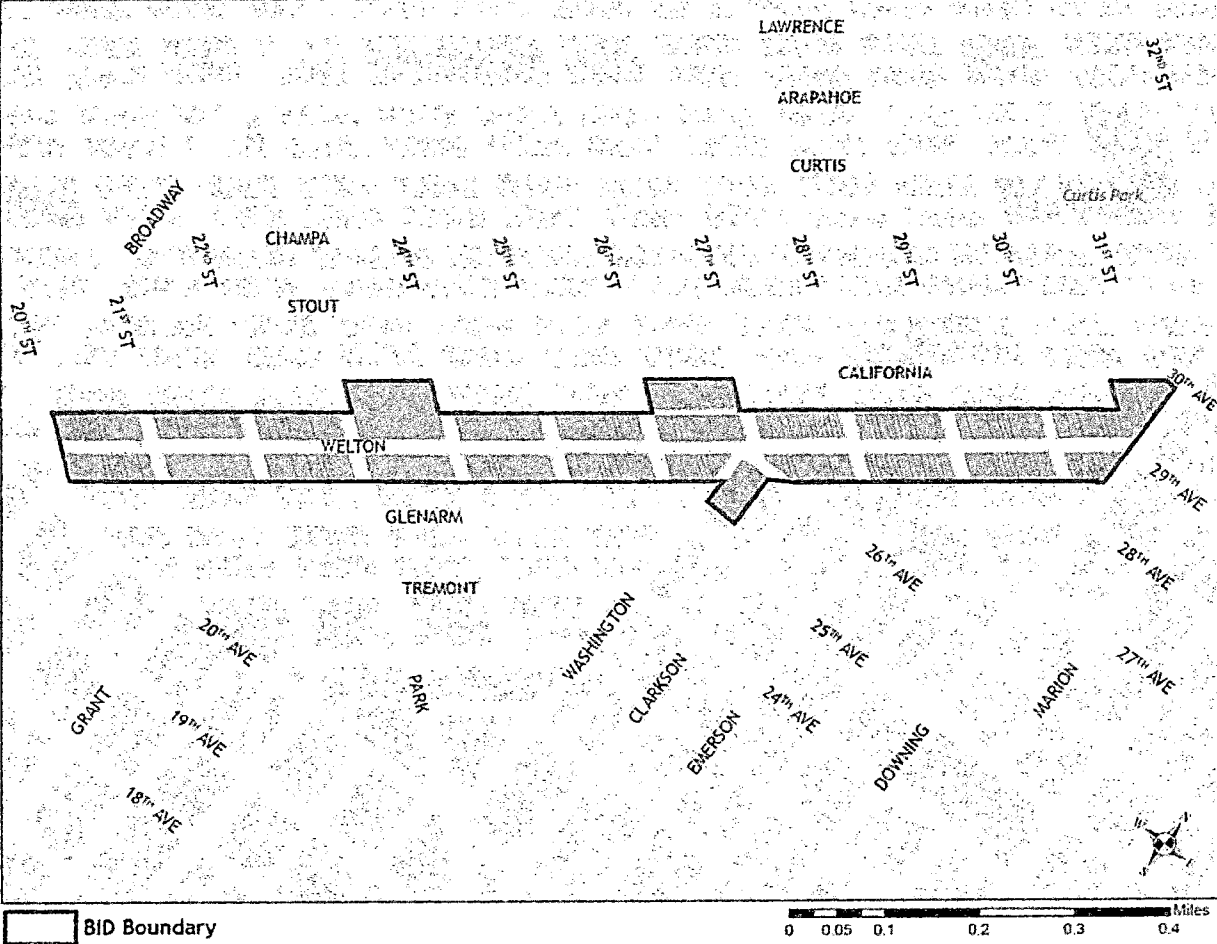 LAWRENCE
32ND ST
ARAPAHOE
CURTIS
Curtis Park
BROADWAY
22ND ST
CHAMPA
24TH ST
25TH ST
26TH ST
27TH ST
28TH ST
29TH ST
30TH ST
31ST ST
20TH ST
21ST ST
STOUT
CALIFORNIA
30TH AVE
WELTON
29TH AVE
GLENARM
26TH AVE
28TH AVE
TREMONT
20TH AVE
WASHINGTON
25TH AVE
27TH AVE
GRANT
19TH AVE
PARK
CLARKSON
EMERSON
24TH AVE
DOWNING
MARION
18TH AVE
W N
S E
BID Boundary
Miles
0 0.05 0.1 0.2 0.3 0.4